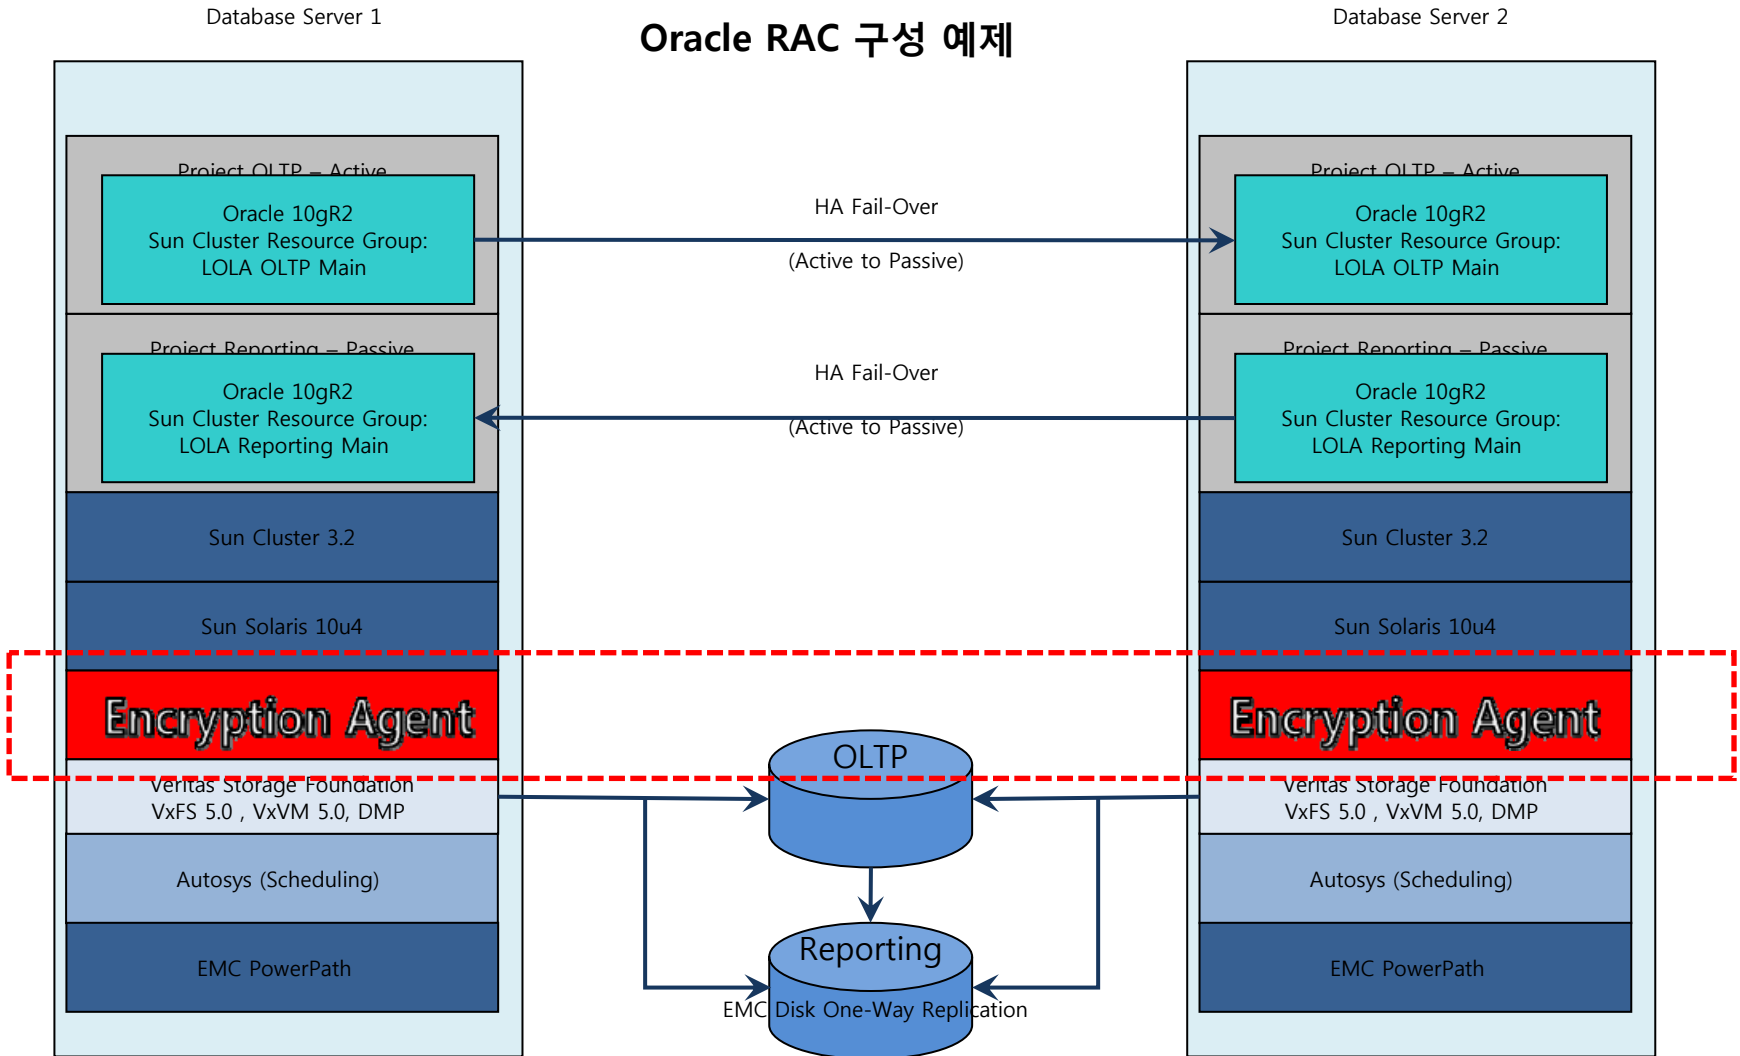 Database Server 1
Oracle RAC 구성 예제
Database Server 2
Project OLTP – Active
Oracle 10gR2
Sun Cluster Resource Group:
LOLA OLTP Main
HA Fail-Over
(Active to Passive)
Project OLTP – Active
Oracle 10gR2
Sun Cluster Resource Group:
LOLA OLTP Main
Project Reporting – Passive
Oracle 10gR2
Sun Cluster Resource Group:
LOLA Reporting Main
HA Fail-Over
(Active to Passive)
Project Reporting – Passive
Oracle 10gR2
Sun Cluster Resource Group:
LOLA Reporting Main
Sun Cluster 3.2
Sun Cluster 3.2
Sun Solaris 10u4
Sun Solaris 10u4
Encryption Agent
Encryption Agent
Veritas Storage Foundation
VxFS 5.0 , VxVM 5.0, DMP
OLTP
Veritas Storage Foundation
VxFS 5.0 , VxVM 5.0, DMP
Autosys (Scheduling)
Autosys (Scheduling)
Reporting
EMC PowerPath
EMC PowerPath
EMC Disk One-Way Replication